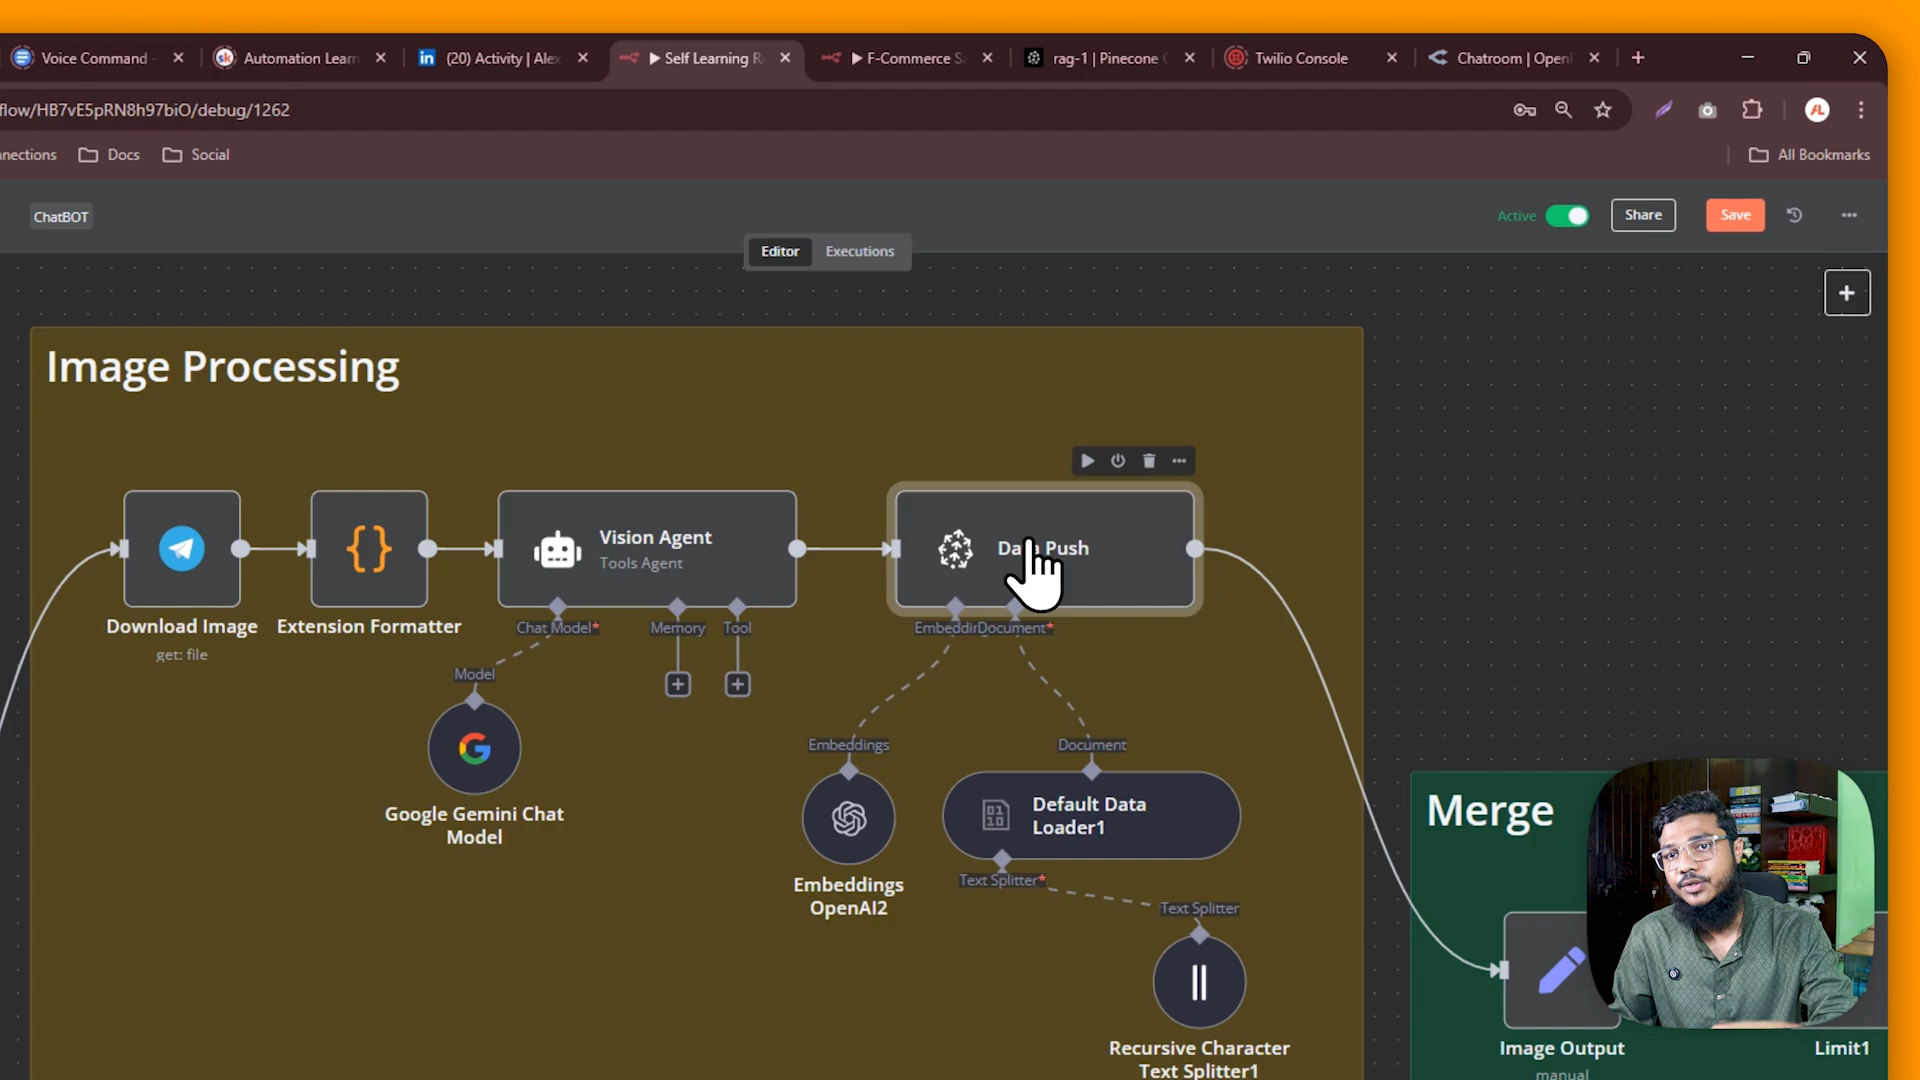 Voice Command
Automation Learn
(20) Activity | Alex
▶ Self Learning R
▶ F-Commerce Sa
rag-1 | Pinecone C
Twilio Console
Chatroom | Open
flow/HB7vE5pRN8h97biO/debug/1262
nnections
Docs
Social
All Bookmarks
ChatBOT
Active
Share
Save
Editor
Executions
Image Processing
Vision Agent
Tools Agent
Data Push
Download Image
get: file
Extension Formatter
Chat Model*
Memory
Tool
Embeddin
Document*
Model
Embeddings
Document
Google Gemini Chat
Model
Default Data
Loader1
Embeddings
OpenAI2
Text Splitter*
Text Splitter
Recursive Character
Text Splitter1
Merge
Image Output
manual
Limit1